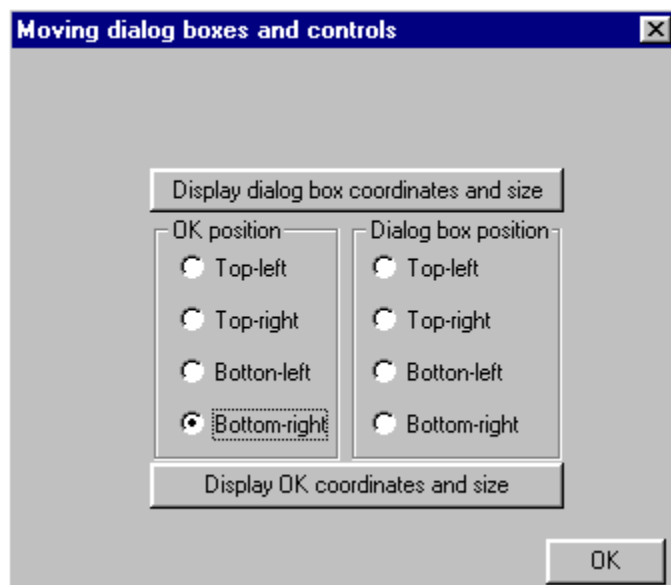 Moving dialog boxes and controls
Display dialog box coordinates and size
OK position
Top-left
Top-right
Botton-left
Bottom-right
Dialog box position
Top-left
Top-right
Bottom-left
Bottom-right
Display OK coordinates and size
OK